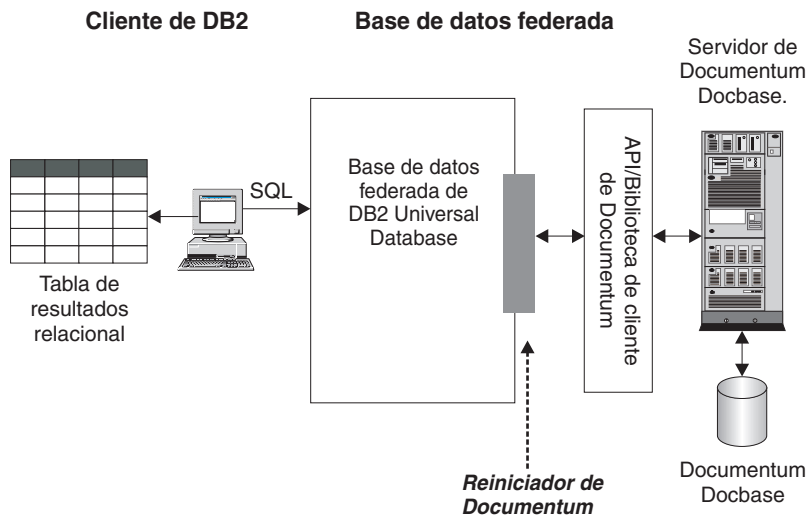 Cliente de DB2
Base de datos federada
Servidor de
Documentum
Docbase.
SQL
Base de datos
federada de
DB2 Universal
Database
API/Biblioteca de cliente
de Documentum
Tabla de
resultados
relacional
Reiniciador de
Documentum
Documentum
Docbase